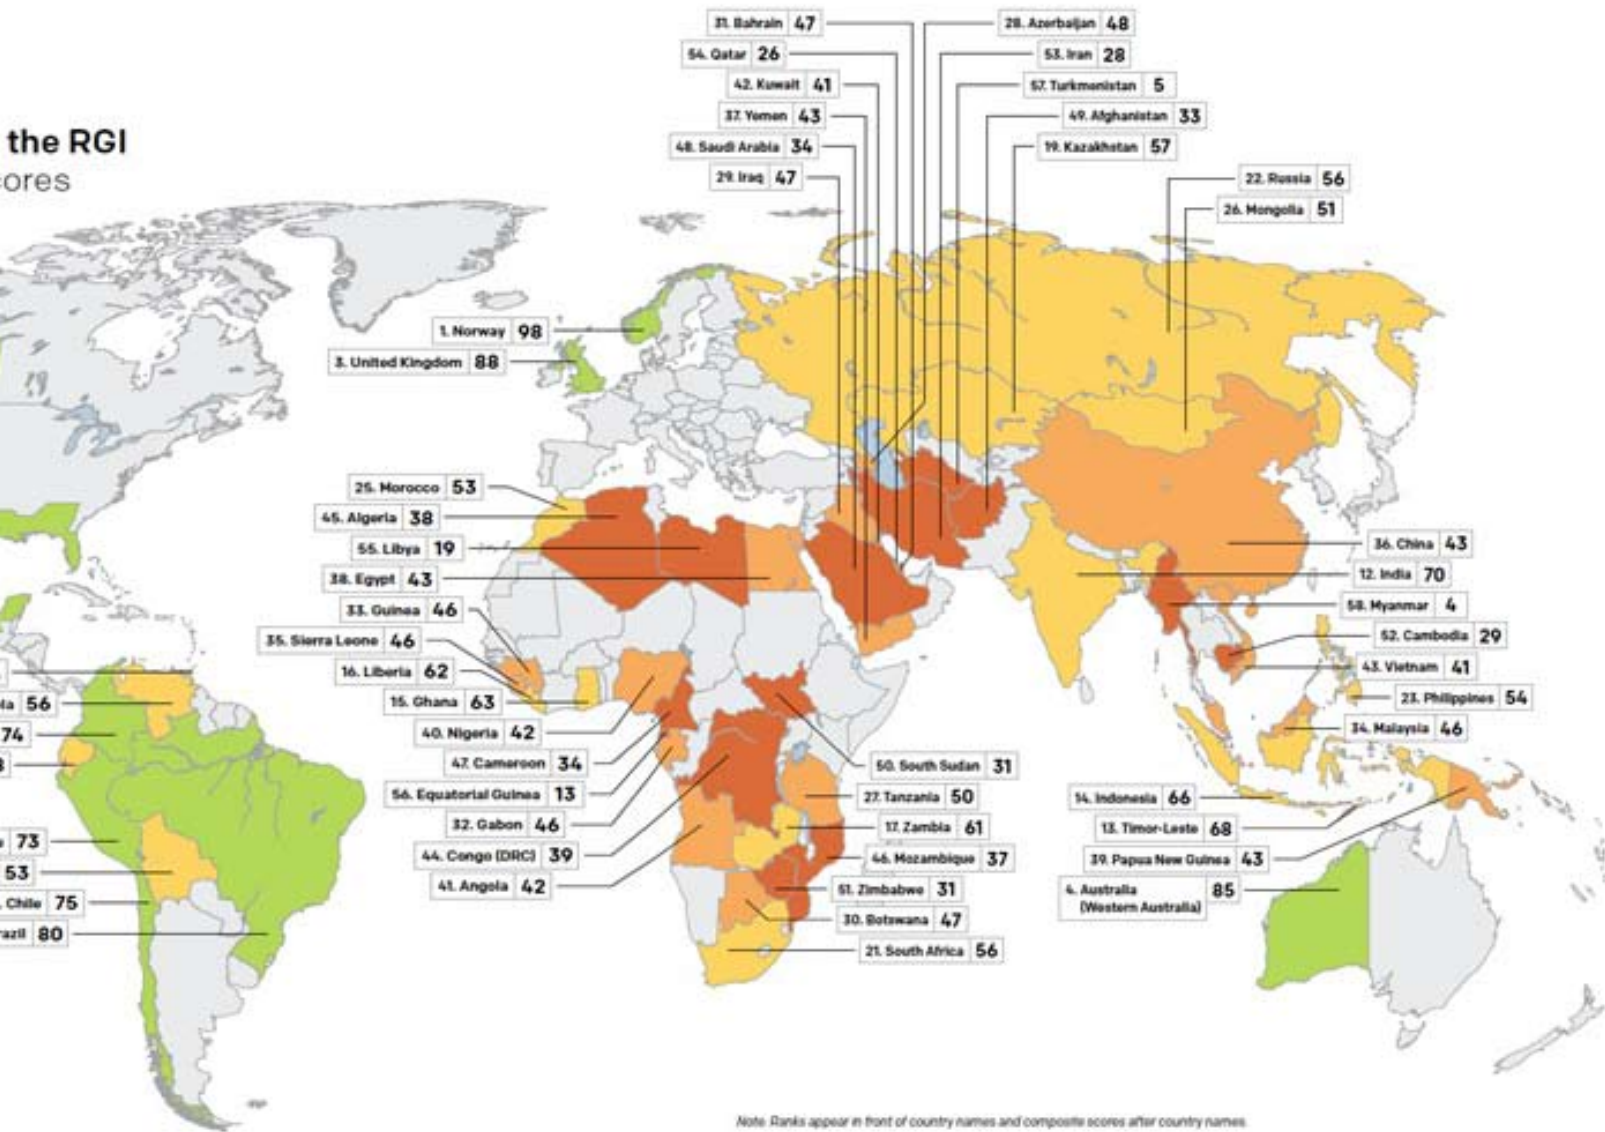 the RGI
cores
31. Bahrain 47
54. Qatar 26
42. Kuwait 41
37. Yemen 43
48. Saudi Arabia 34
29. Iraq 47
28. Azerbaijan 48
53. Iran 28
57. Turkmenistan 5
49. Afghanistan 33
19. Kazakhstan 57
22. Russia 56
26. Mongolia 51
1. Norway 98
3. United Kingdom 88
25. Morocco 53
45. Algeria 38
55. Libya 19
38. Egypt 43
33. Guinea 46
35. Sierra Leone 46
16. Liberia 62
15. Ghana 63
40. Nigeria 42
47. Cameroon 34
56. Equatorial Guinea 13
32. Gabon 46
44. Congo (DRC) 39
41. Angola 42
50. South Sudan 31
27. Tanzania 50
17. Zambia 61
46. Mozambique 37
51. Zimbabwe 31
30. Botswana 47
21. South Africa 56
36. China 43
12. India 70
58. Myanmar 4
52. Cambodia 29
43. Vietnam 41
23. Philippines 54
34. Malaysia 46
14. Indonesia 66
13. Timor-Leste 68
39. Papua New Guinea 43
4. Australia 85
(Western Australia)
la 56
74
73
53
. Chile 75
razil 80
Note: Ranks appear in front of country names and composite scores after country names.